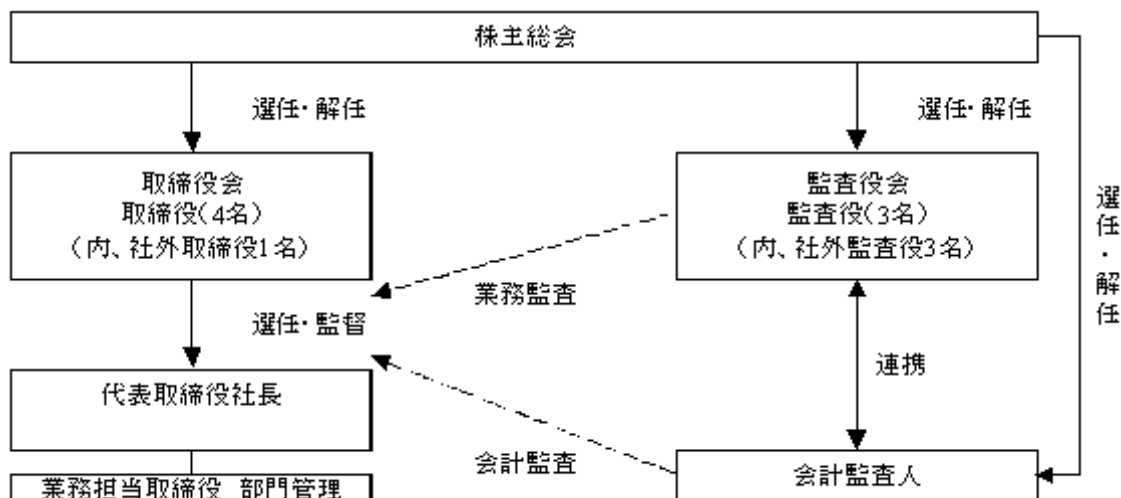 株主総会
選任・解任
選任・解任
取締役会
取締役(4名)
(内、社外取締役1名)
監査役会
監査役(3名)
(内、社外監査役3名)
選任・解任
業務監査
選任・監督
連携
代表取締役社長
会計監査
会計監査人
業務担当取締役 部門管理